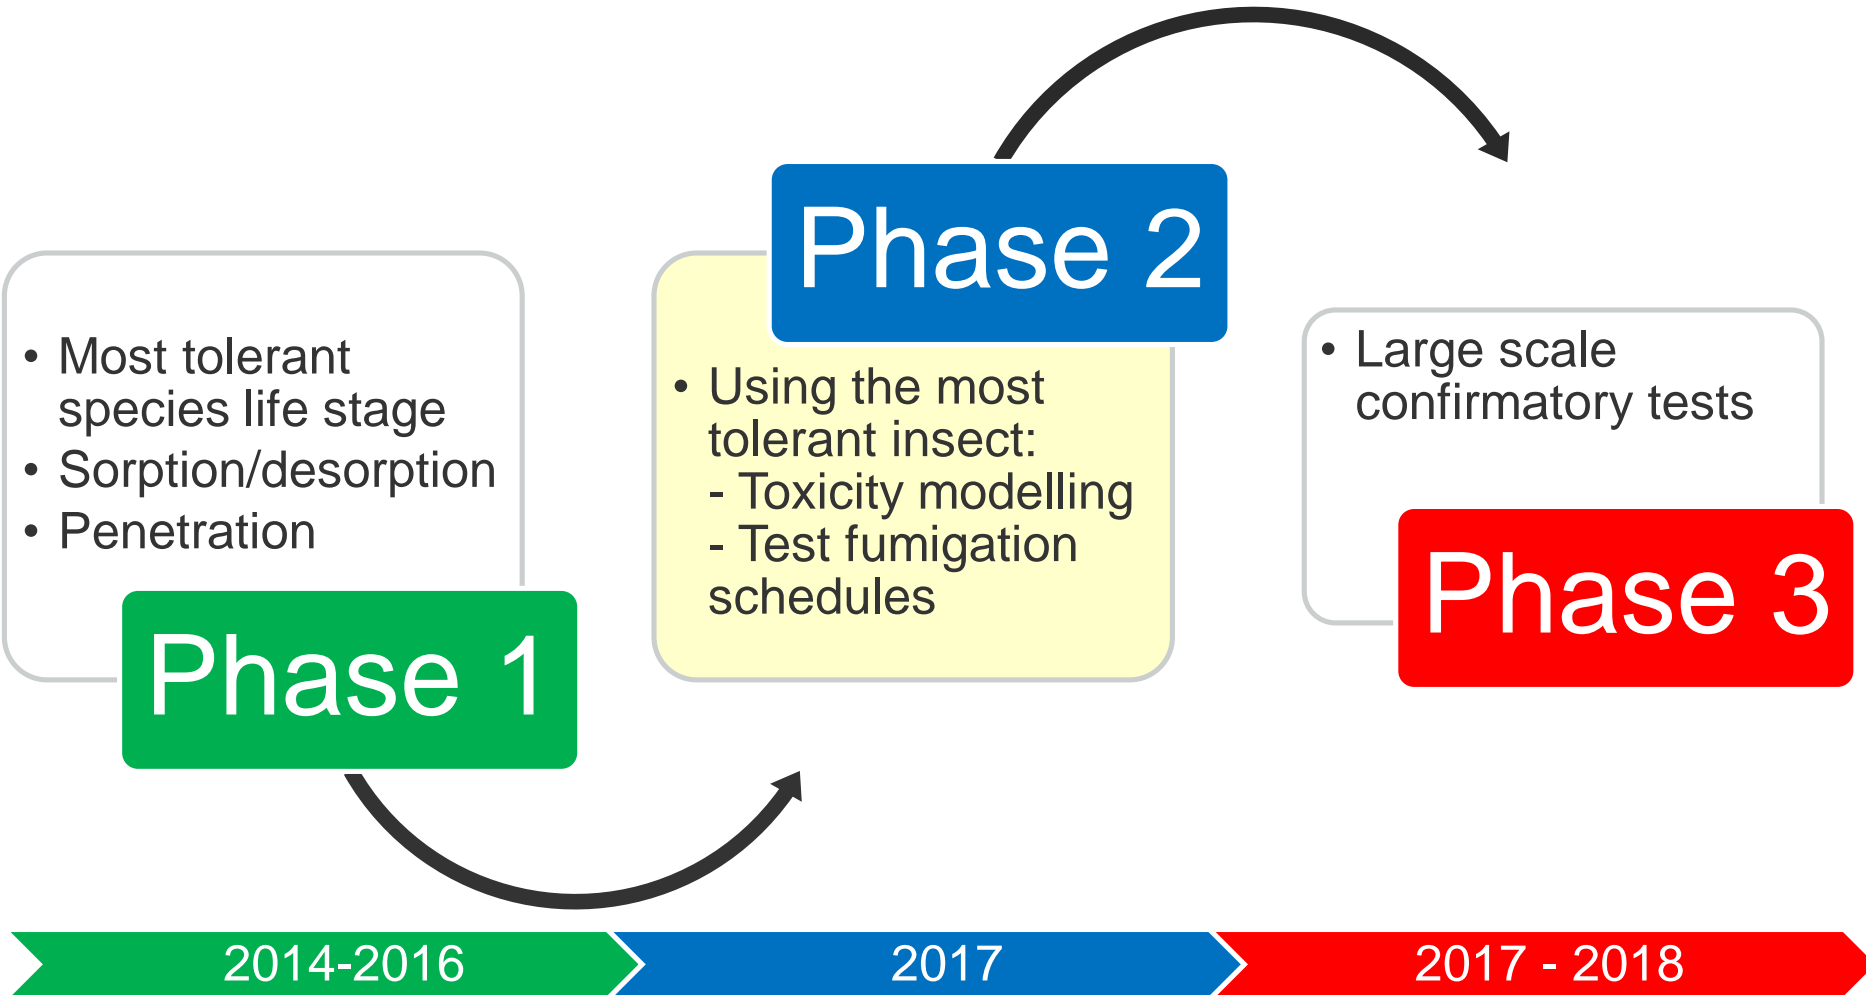 • Most tolerant
species life stage
• Sorption/desorption
• Penetration
Phase 1
Phase 2
• Using the most
tolerant insect:
- Toxicity modelling
- Test fumigation
schedules
• Large scale
confirmatory tests
Phase 3
2014-2016
2017
2017 - 2018